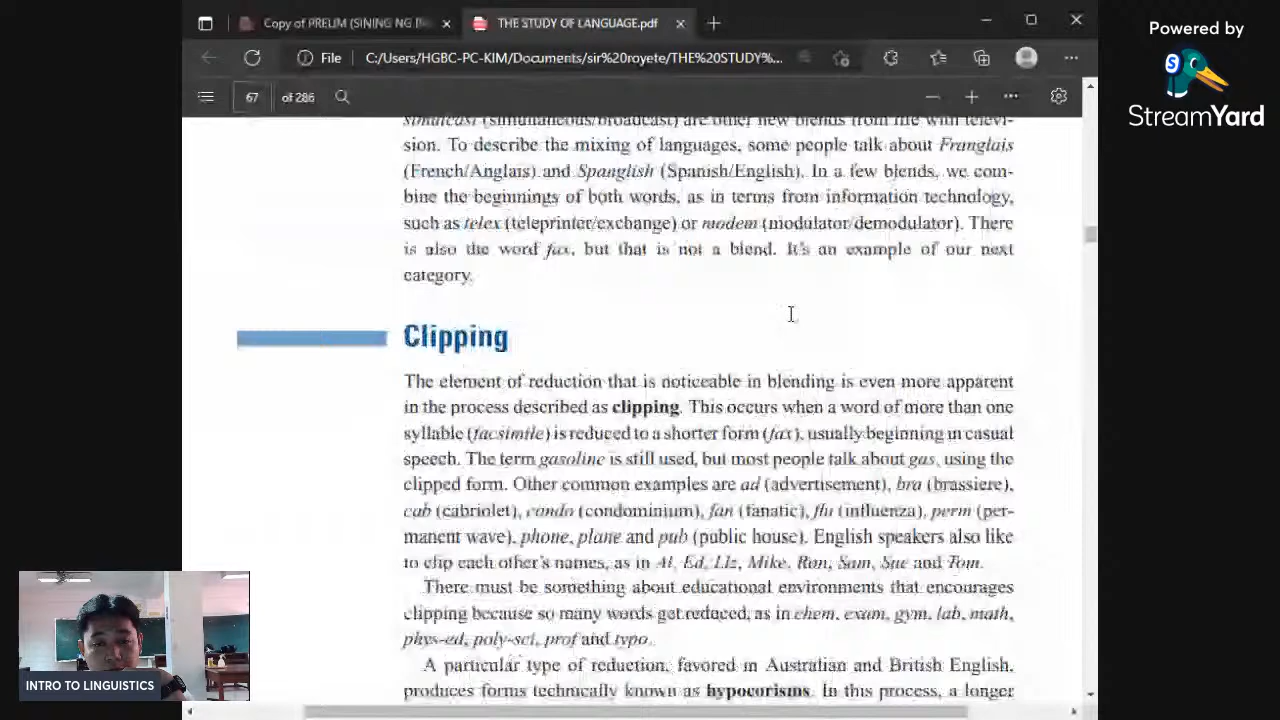 Copy of PRELIM (SINING NG
THE STUDY OF LANGUAGE.pdf
Powered by
StreamYard
File
C:/Users/HGBC-PC-KIM/Documents/sir%20royete/THE%20STUDY%...
67 of 286
simulcast (simultaneous/broadcast) are other new blends from life with televi-
sion. To describe the mixing of languages, some people talk about Franglais
(French/Anglais) and Spanglish (Spanish/English). In a few blends, we com-
bine the beginnings of both words, as in terms from information technology,
such as telex (teleprinter/exchange) or modem (modulator/demodulator). There
is also the word fax, but that is not a blend. It's an example of our next
category.
Clipping
The element of reduction that is noticeable in blending is even more apparent
in the process described as clipping. This occurs when a word of more than one
syllable (facsimile) is reduced to a shorter form (fax), usually beginning in casual
speech. The term gasoline is still used, but most people talk about gas, using the
clipped form. Other common examples are ad (advertisement), bra (brassiere),
cab (cabriolet), condo (condominium), fan (fanatic), flu (influenza), perm (per-
manent wave), phone, plane and pub (public house). English speakers also like
to clip each other's names, as in Al, Ed, Liz, Mike, Ron, Sam, Sue and Tom.
There must be something about educational environments that encourages
clipping because so many words get reduced, as in chem, exam, gym, lab, math,
phys-ed, poly-sci, prof and typo.
A particular type of reduction, favored in Australian and British English,
produces forms technically known as hypocorisms. In this process, a longer
INTRO TO LINGUISTICS